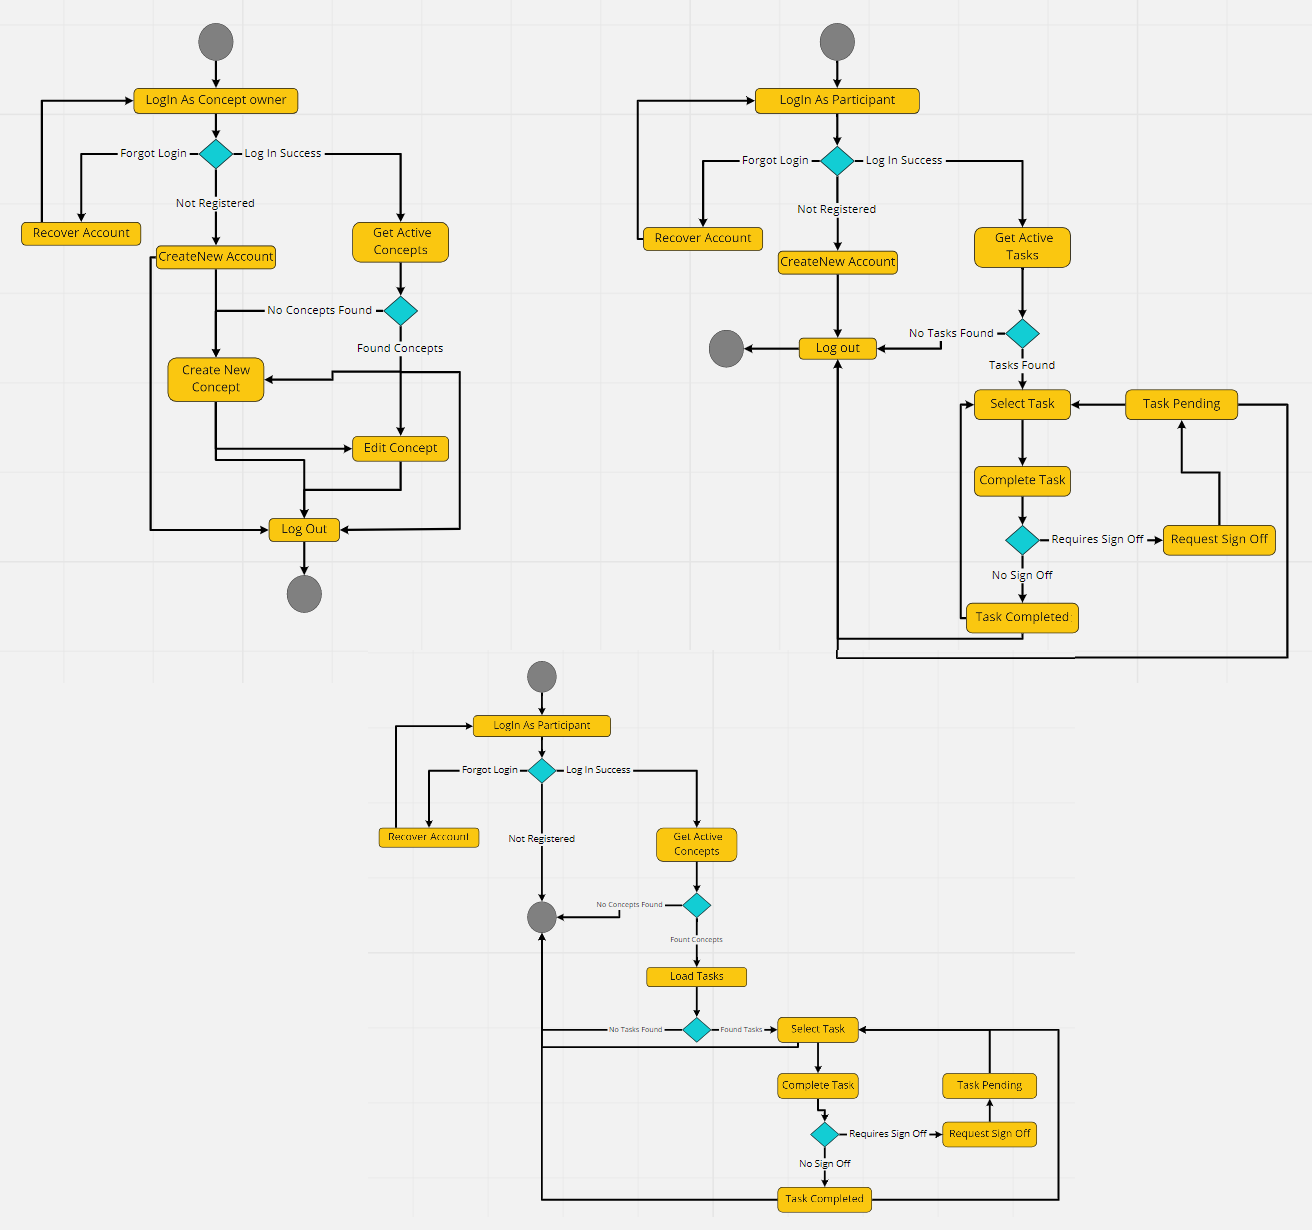 LogIn As Concept owner
Forgot Login
Log In Success
Not Registered
Recover Account
Get Active
Concepts
CreateNew Account
No Concepts Found
Found Concepts
Create New
Concept
Edit Concept
Log Out
LogIn As Participant
Forgot Login
Log In Success
Not Registered
Recover Account
Get Active
Tasks
CreateNew Account
No Tasks Found
Log out
Tasks Found
Select Task
Task Pending
Complete Task
Requires Sign Off
Request Sign Off
No Sign Off
Task Completed
LogIn As Participant
Forgot Login
Log In Success
Recover Account
Not Registered
Get Active
Concepts
No Concepts Found
Fount Concepts
Load Tasks
No Tasks Found
Found Tasks
Select Task
Complete Task
Task Pending
Requires Sign Off
Request Sign Off
No Sign Off
Task Completed